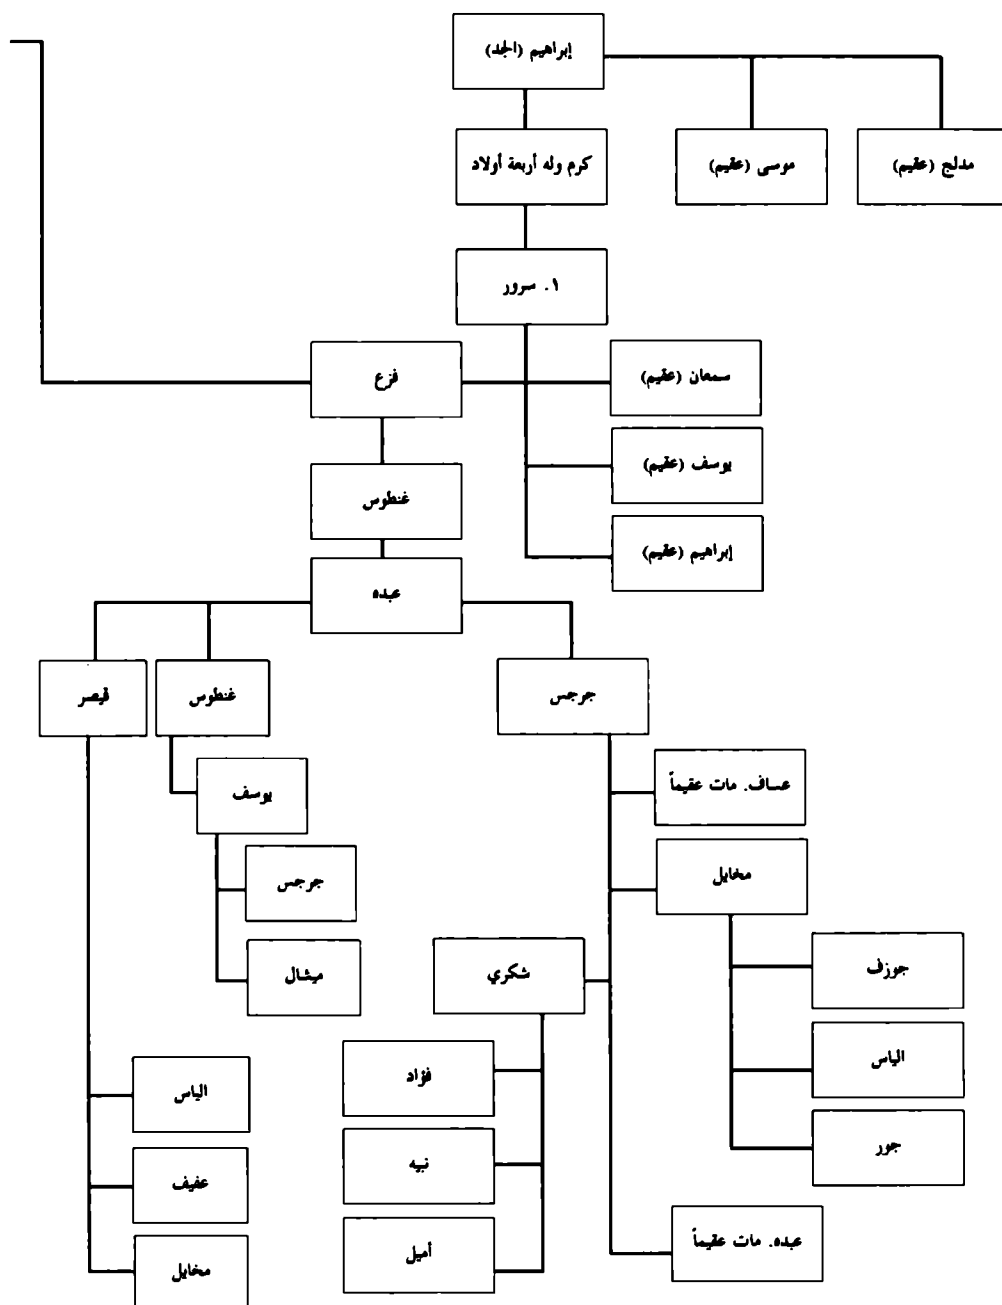 إبراهيم (الجد)
كرم وله أربعة أولاد
موسى (عقيم)
مدلج (عقيم)
١. سرور
فزع
سمعان (عقيم)
يوسف (عقيم)
إبراهيم (عقيم)
غنطوس
عبده
جرجس
غنطوس
قيصر
عساف. مات عقيماً
مخايل
جوزف
الياس
جور
شكري
فؤاد
نبيه
أميل
عبده. مات عقيماً
يوسف
جرجس
ميشال
الياس
عفيف
مخايل